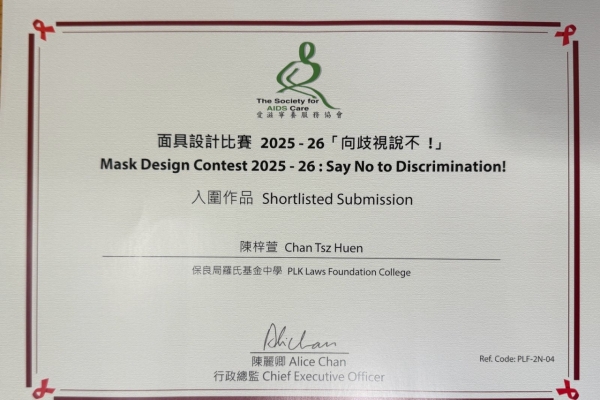 The Society for
AIDS Care
愛滋寧養服務協會
面具設計比賽 2025 - 26「向歧視說不！」
Mask Design Contest 2025 - 26 : Say No to Discrimination!
入圍作品 Shortlisted Submission
陳梓萱 Chan Tsz Huen
保良局羅氏基金中學 PLK Laws Foundation College
陳麗卿 Alice Chan
行政總監 Chief Executive Officer
Ref. Code: PLF-2N-04